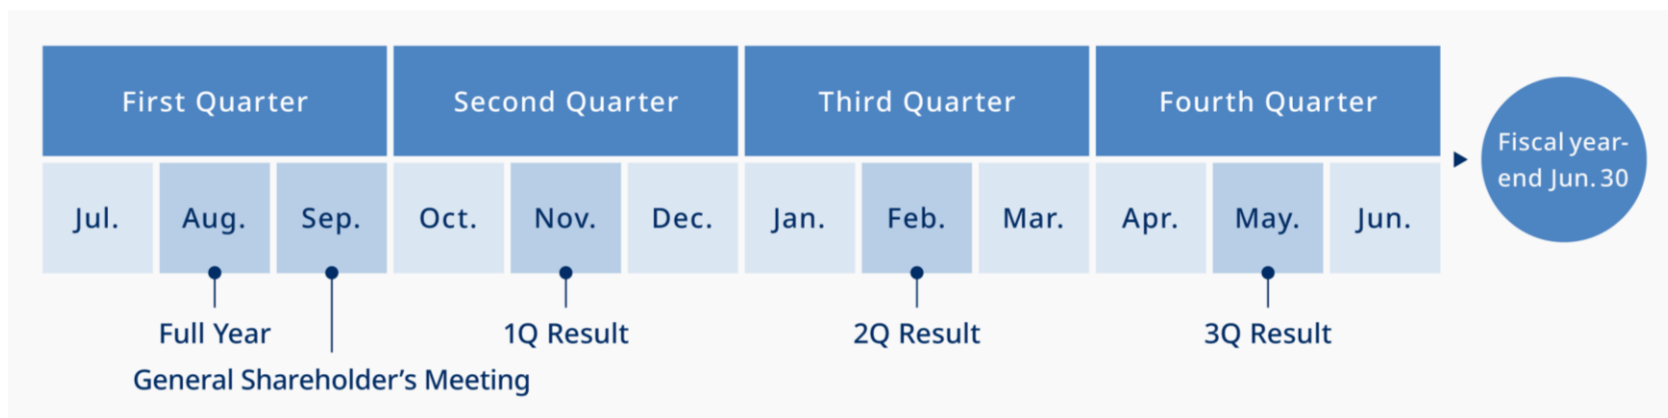 First Quarter
Second Quarter
Third Quarter
Fourth Quarter
Jul.
Aug.
Sep.
Oct.
Nov.
Dec.
Jan.
Feb.
Mar.
Apr.
May.
Jun.
Fiscal year-
end Jun. 30
Full Year
1Q Result
2Q Result
3Q Result
General Shareholder’s Meeting